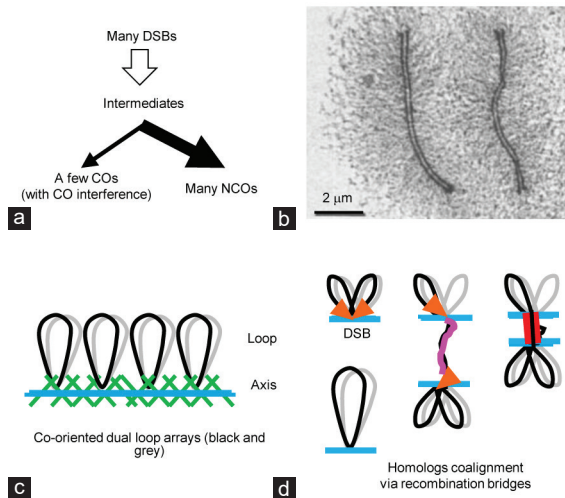 Many DSBs
Intermediates
A few COs
(with CO interference)
Many NCOs
a
2 μm
b
Loop
Axis
Co-oriented dual loop arrays (black and
grey)
c
DSB
Homologs coalignment
via recombination bridges
d